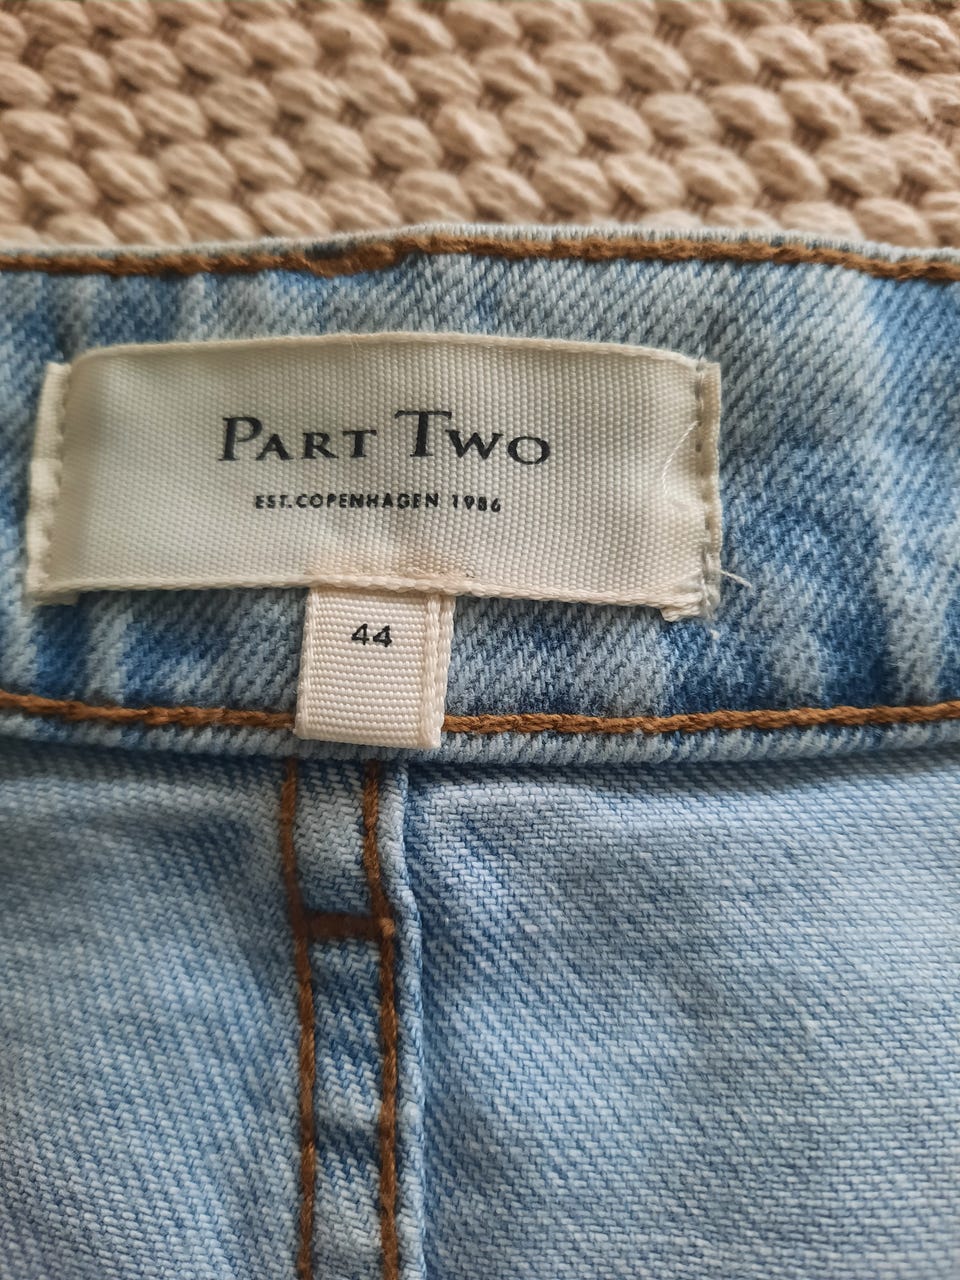 Part Two
EST. COPENHAGEN 1986
44